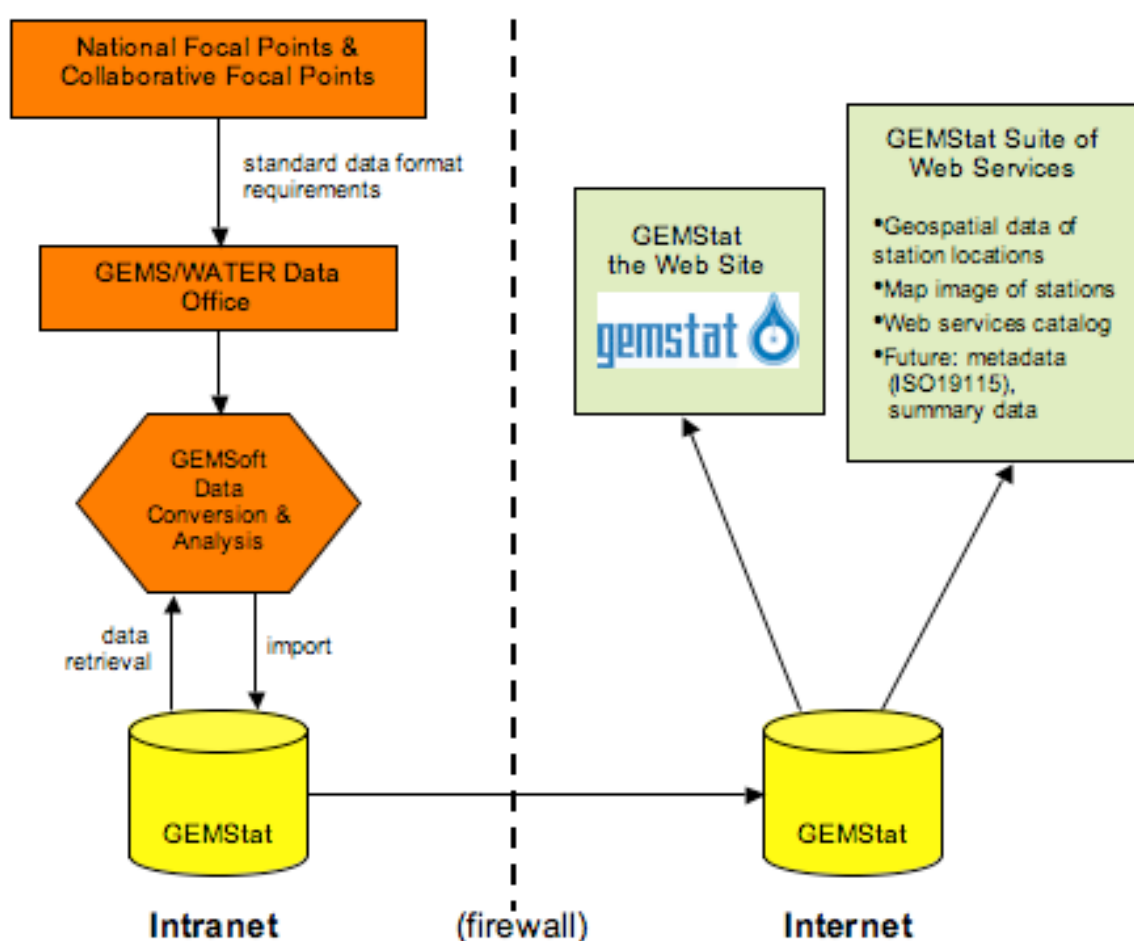 National Focal Points &
Collaborative Focal Points
standard data format
requirements
GEMS/WATER Data
Office
GEMSoft
Data
Conversion &
Analysis
data
retrieval
import
GEMStat
Intranet
(firewall)
GEMStat
the Web Site
gemstat
GEMStat Suite of
Web Services
•Geospatial data of
station locations
•Map image of stations
•Web services catalog
•Future: metadata
(ISO19115),
summary data
GEMStat
Internet